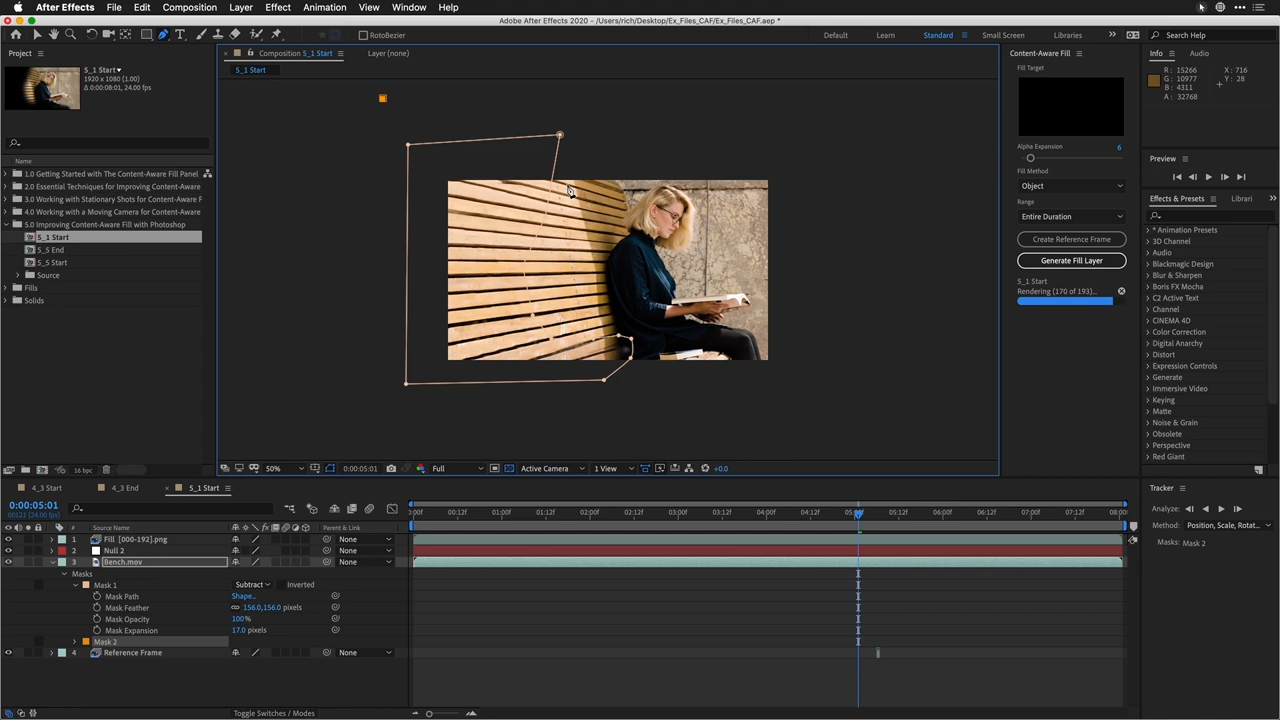 After Effects File Edit Composition Layer Effect Animation View Window Help
Adobe After Effects 2020 - /Users/rich/Desktop/Ex_Files_CAF/Ex_Files_CAF.aep *
RotoBezier Default Learn Standard Small Screen Libraries Search Help
Project
5_1 Start
1920 x 1080 (1.00)
Δ 0:00:08:01, 24.00 fps
Name
1.0 Getting Started with The Content-Aware Fill Panel
2.0 Essential Techniques for Improving Content-Aware
3.0 Working with Stationary Shots for Content-Aware F
4.0 Working with a Moving Camera for Content-Aware
5.0 Improving Content-Aware Fill with Photoshop
5_1 Start
5_5 End
5_5 Start
Source
Fills
Solids
16 bpc
Composition 5_1 Start
Layer (none)
5_1 Start
50% 0:00:05:01 Full Active Camera 1 View +0.0
Content-Aware Fill
Fill Target
Alpha Expansion 6
Fill Method
Object
Range
Entire Duration
Create Reference Frame
Generate Fill Layer
5_1 Start
Rendering (170 of 193)...
Info Audio
R: 15266
G: 10977
B: 4311
A: 32768
X: 716
Y: 28
Preview
Effects & Presets Librari
* Animation Presets
3D Channel
Audio
Blackmagic Design
Blur & Sharpen
Boris FX Mocha
C2 Active Text
Channel
CINEMA 4D
Color Correction
Digital Anarchy
Distort
Expression Controls
Generate
Immersive Video
Keying
Matte
Noise & Grain
Obsolete
Perspective
Red Giant
Tracker
Analyze:
Method: Position, Scale, Rotat...
Masks: Mask 2
4_3 Start 4_3 End 5_1 Start
0:00:05:01
00121 (24.00 fps)
# Source Name Parent & Link
00:12f 01:00f 01:12f 02:00f 02:12f 03:00f 03:12f 04:00f 04:12f 05:12f 06:00f 06:12f 07:00f 07:12f 08:00f
1 Fill [000-192].png None
2 Null 2 None
3 Bench.mov None
Masks
Mask 1 Subtract Inverted
Mask Path Shape...
Mask Feather 156.0,156.0 pixels
Mask Opacity 100%
Mask Expansion 17.0 pixels
Mask 2
4 Reference Frame None
Toggle Switches / Modes